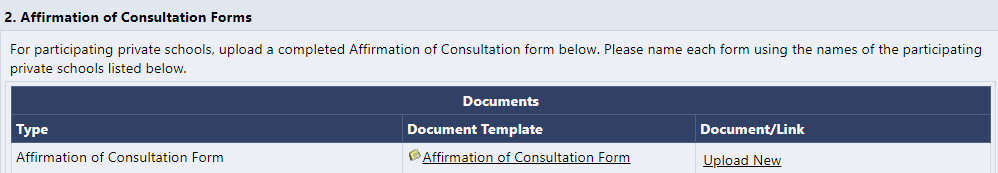 2. Affirmation of Consultation Forms
For participating private schools, upload a completed Affirmation of Consultation form below. Please name each form using the names of the participating
private schools listed below.
Documents
Type Document Template Document/Link
Affirmation of Consultation Form Affirmation of Consultation Form Upload New